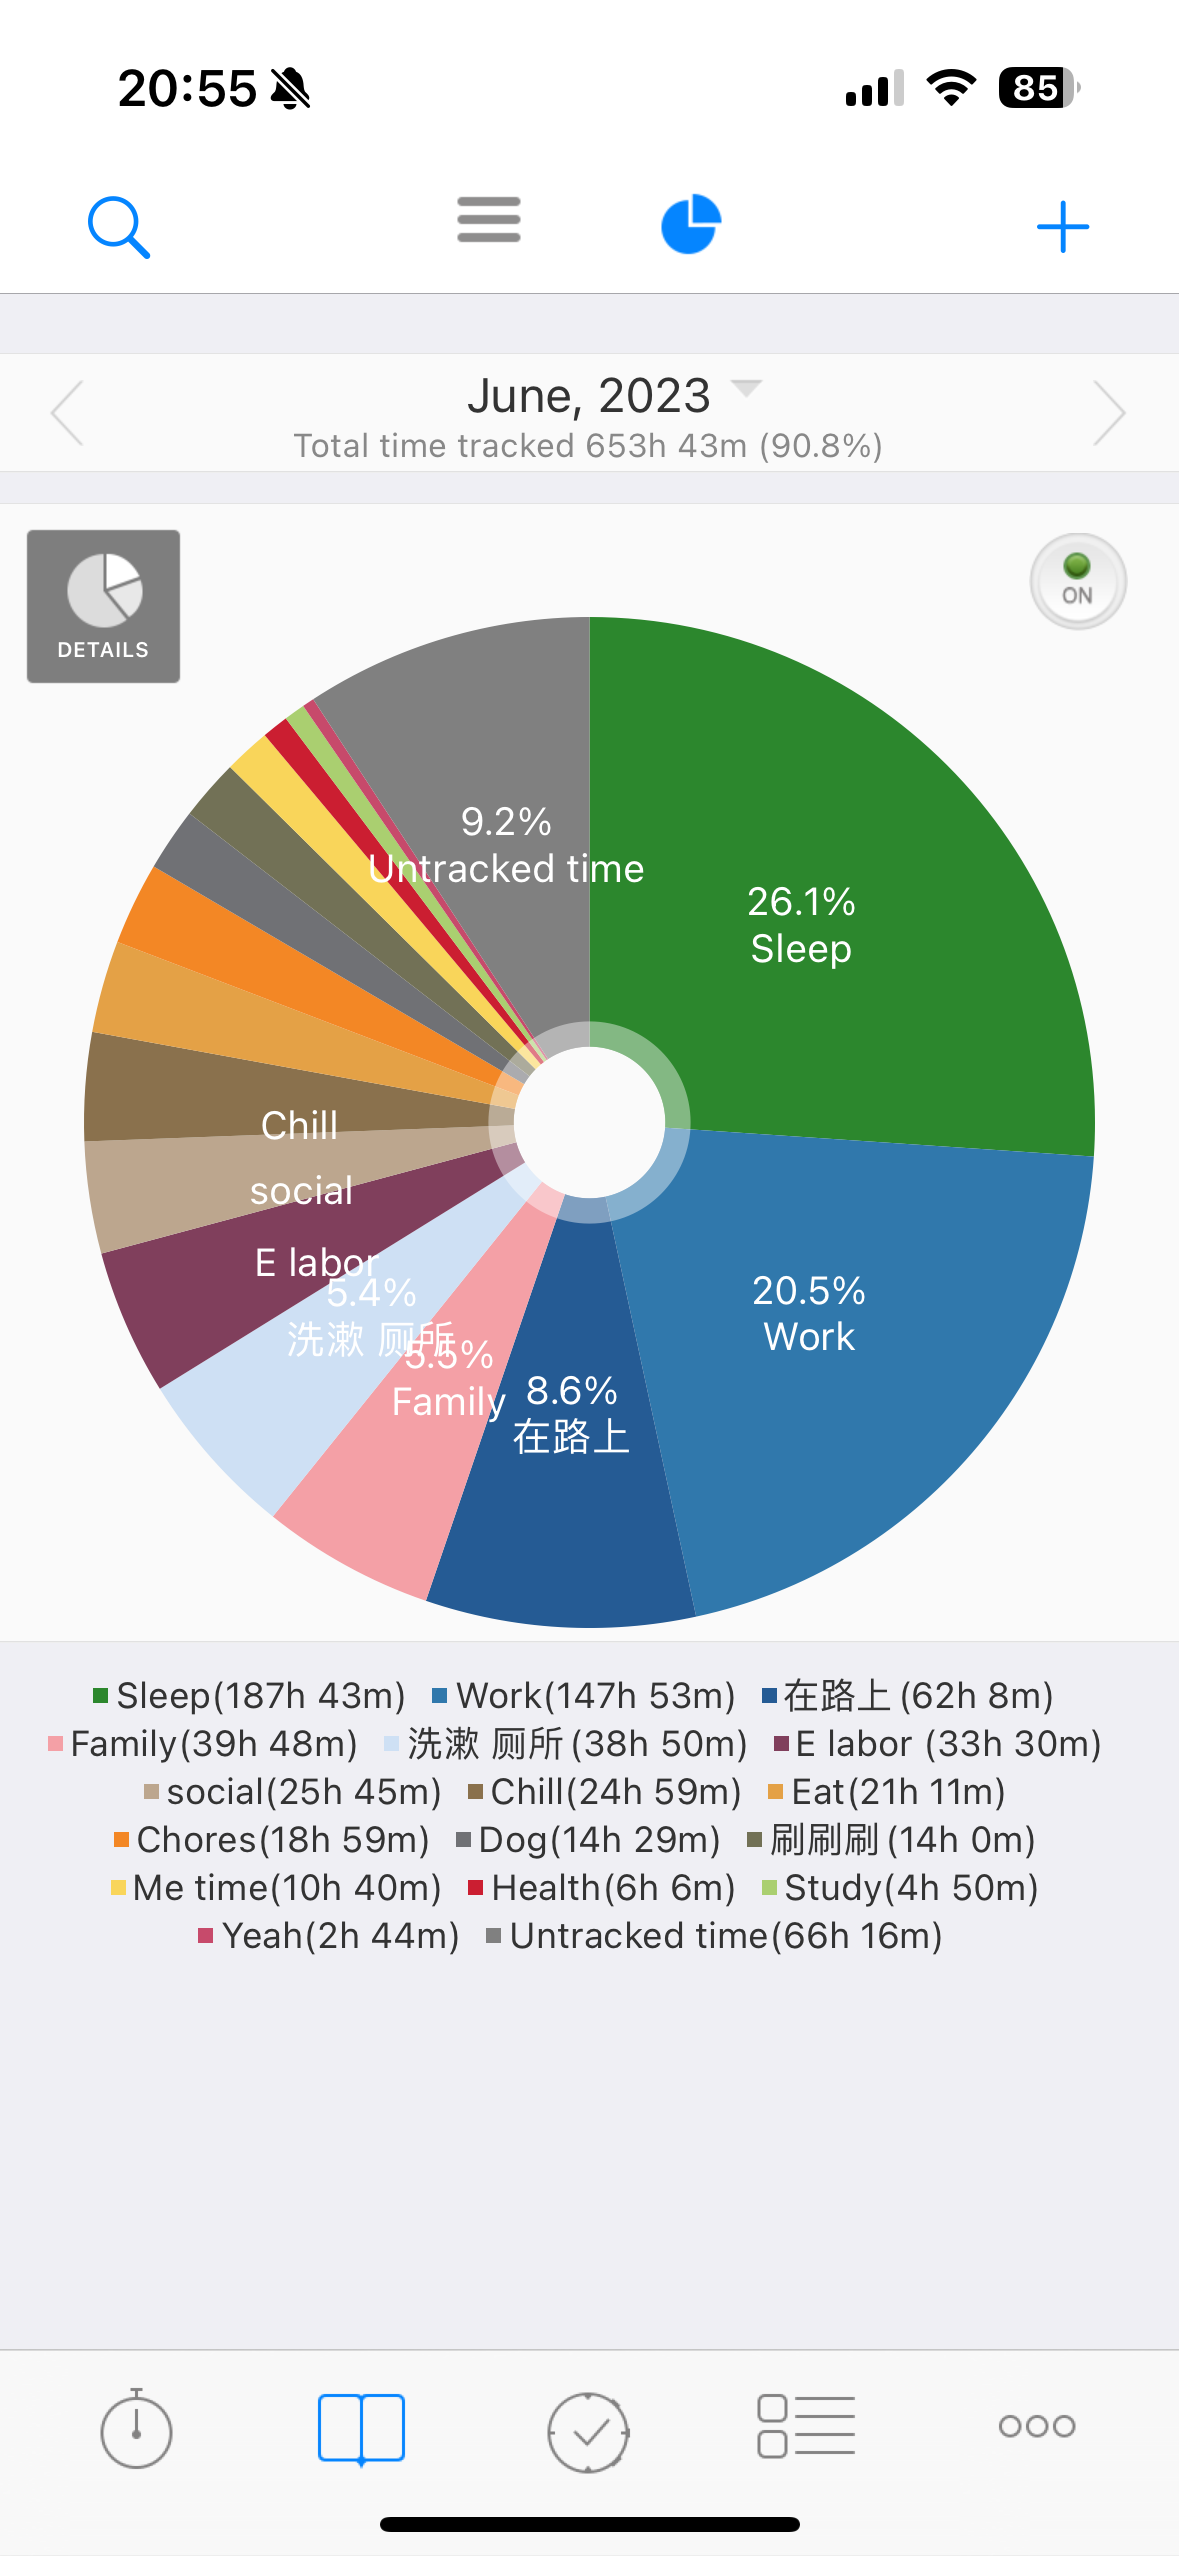 20:55
85
June, 2023
Total time tracked 653h 43m (90.8%)
DETAILS
ON
9.2%
Untracked time
26.1%
Sleep
Chill
social
E labor
5.4%
洗漱 厕所
5.5%
Family
8.6%
在路上
20.5%
Work
Sleep(187h 43m) Work(147h 53m) 在路上(62h 8m)
Family(39h 48m) 洗漱 厕所(38h 50m) E labor (33h 30m)
social(25h 45m) Chill(24h 59m) Eat(21h 11m)
Chores(18h 59m) Dog(14h 29m) 刷刷刷(14h 0m)
Me time(10h 40m) Health(6h 6m) Study(4h 50m)
Yeah(2h 44m) Untracked time(66h 16m)